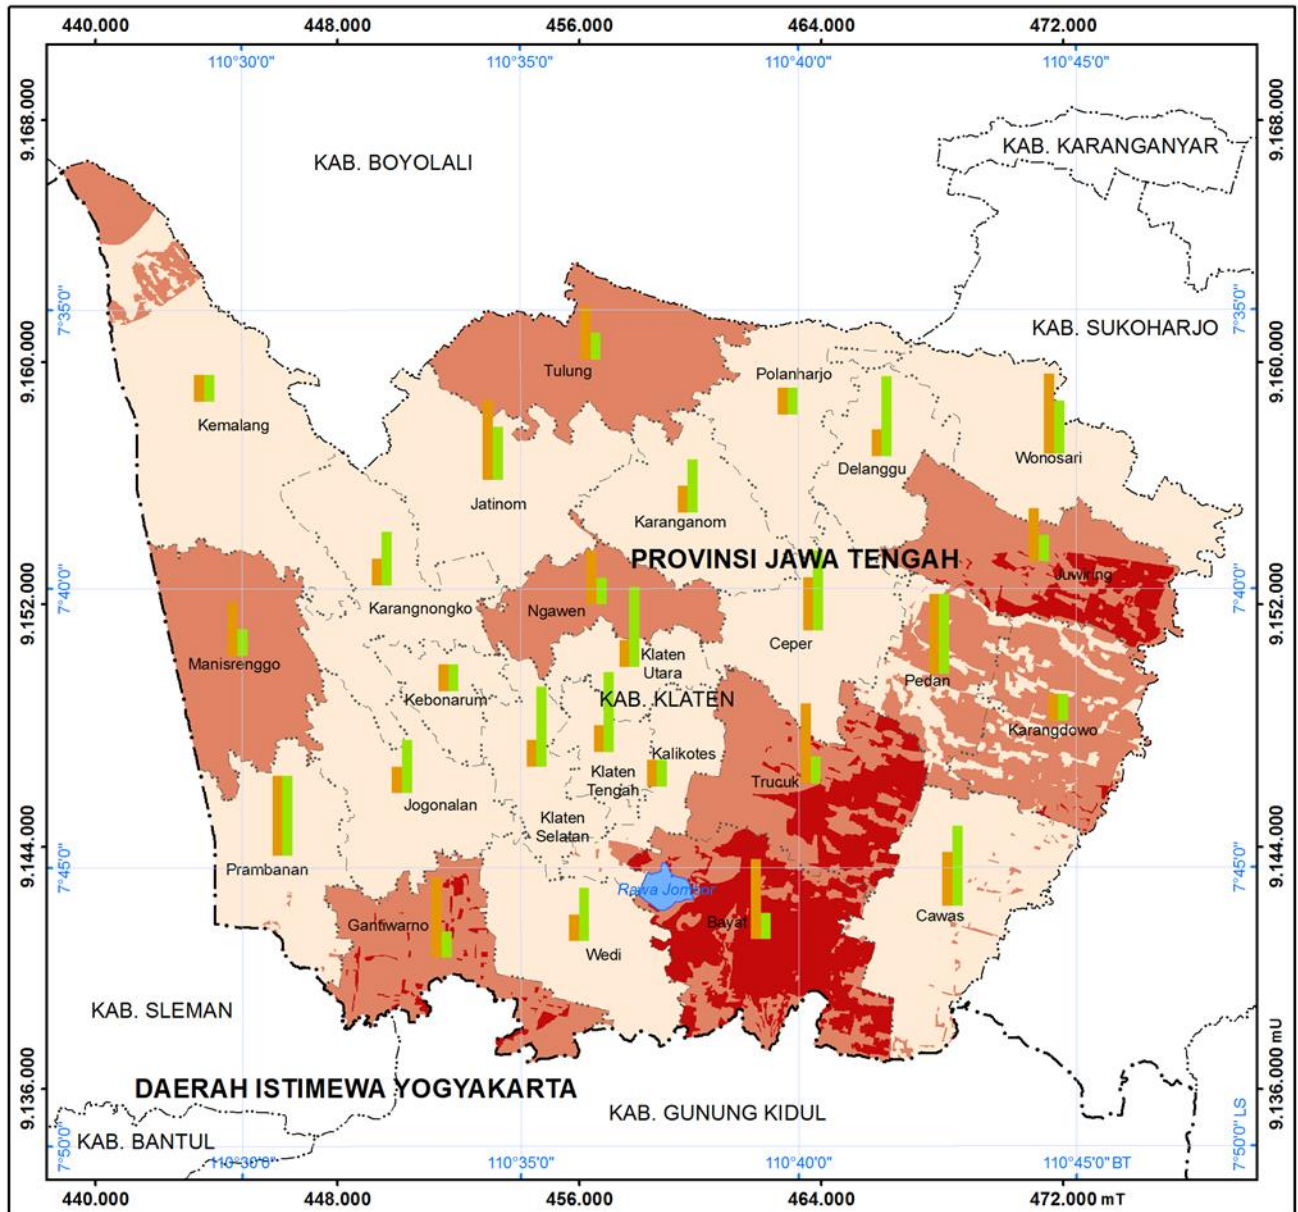 440.000 448.000 456.000 464.000 472.000
110°30'0" 110°35'0" 110°40'0" 110°45'0"
9.168.000 9.168.000
KAB. KARANGANYAR
KAB. BOYOLALI
7°35'0" 7°35'0"
KAB. SUKOHARJO
9.160.000 9.160.000
Tulung
Polanharjo
Kemalang
Wonosari
Delanggu
Jatinom
Karanganom
PROVINSI JAWA TENGAH
Juwiring
7°40'0" 7°40'0"
9.152.000 9.152.000
Karangnongko
Ngawen
Ceper
Klaten
Utara
Manisrenggo
Pedan
Kebonarum
KAB. KLATEN
Karangdowo
Kalikotes
Klaten
Tengah
Trucuk
Jogonalan
Klaten
Selatan
9.144.000 9.144.000
7°45'0" 7°45'0"
Prambanan
Rawa Jombor
Gantiwarno
Bayat
Cawas
Wedi
KAB. SLEMAN
DAERAH ISTIMEWA YOGYAKARTA
KAB. GUNUNG KIDUL
9.136.000 9.136.000 mU
KAB. BANTUL
7°50'0" 7°50'0" LS
110°30'0" 110°35'0" 110°40'0" 110°45'0" BT
440.000 448.000 456.000 464.000 472.000 mT